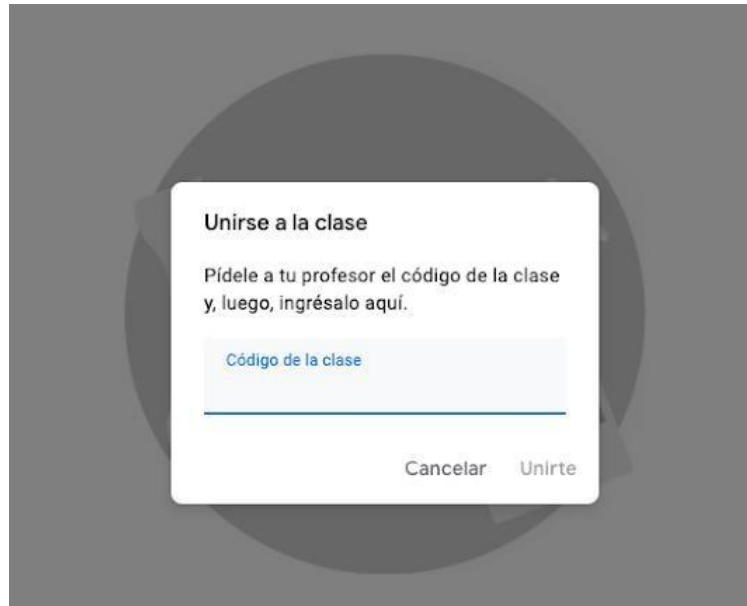 Unirse a la clase
Pídele a tu profesor el código de la clase
y, luego, ingrésalo aquí.
Código de la clase
Cancelar Unirte